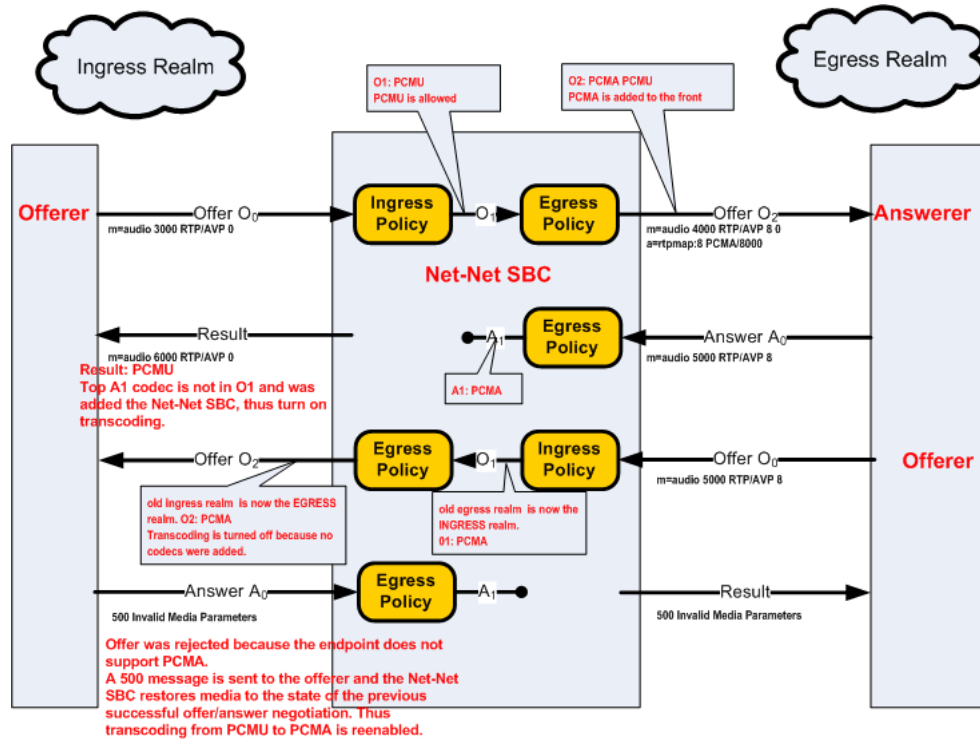 Ingress Realm
Egress Realm
O1: PCMU
PCMU is allowed
O2: PCMA PCMU
PCMA is added to the front
Offerer
Offer O0
m=audio 3000 RTP/AVP 0
Ingress
Policy
O1
Egress
Policy
Offer O2
m=audio 4000 RTP/AVP 8 0
a=rtpmap:8 PCMA/8000
Answerer
Net-Net SBC
Result
m=audio 6000 RTP/AVP 0
Result: PCMU
Top A1 codec is not in O1 and was
added the Net-Net SBC, thus turn on
transcoding.
A1
Egress
Policy
Answer A0
m=audio 5000 RTP/AVP 8
A1: PCMA
Offer O2
Egress
Policy
O1
Ingress
Policy
Offer O0
m=audio 5000 RTP/AVP 8
Offerer
old ingress realm is now the EGRESS
realm. O2: PCMA
Transcoding is turned off because no
codecs were added.
old egress realm is now the
INGRESS realm.
01: PCMA
Answer A0
500 Invalid Media Parameters
Egress
Policy
A1
Result
500 Invalid Media Parameters
Offer was rejected because the endpoint does not
support PCMA.
A 500 message is sent to the offerer and the Net-Net
SBC restores media to the state of the previous
successful offer/answer negotiation. Thus
transcoding from PCMU to PCMA is reenabled.